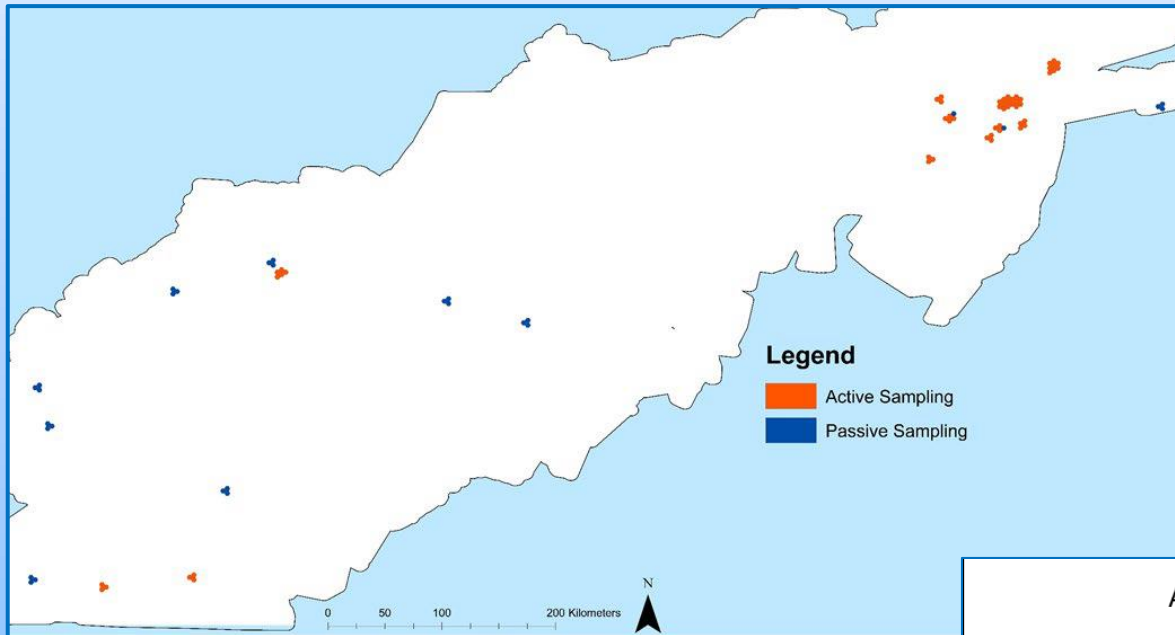 Legend
Active Sampling
Passive Sampling
N
0 50 100 200 Kilometers
A